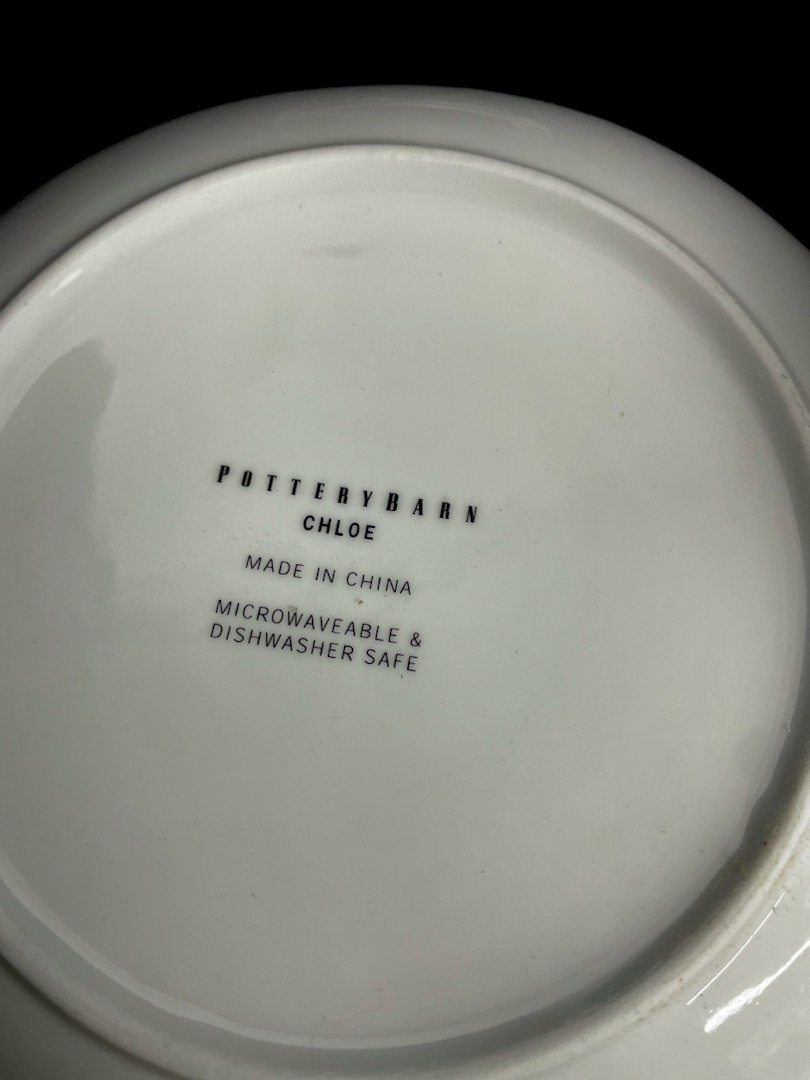 POTTERYBARN
CHLOE
MADE IN CHINA
MICROWAVEABLE &
DISHWASHER SAFE